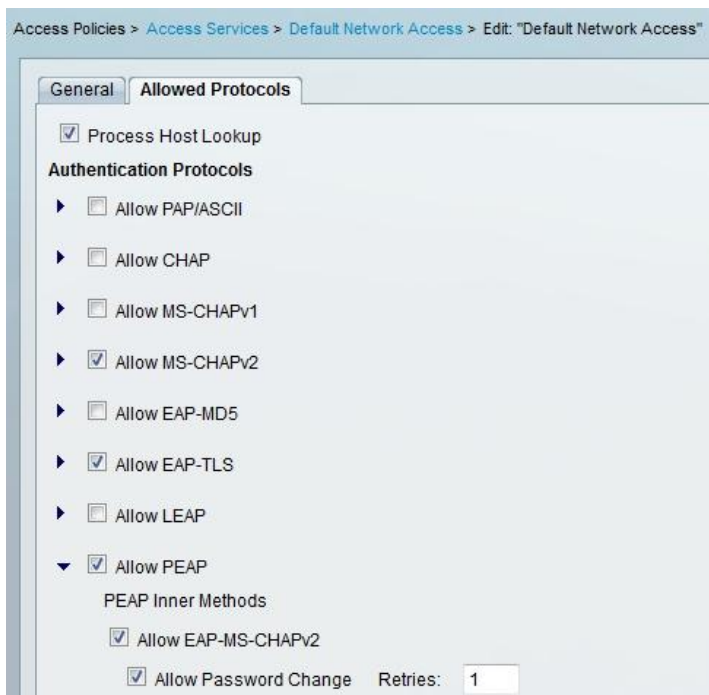 Access Policies > Access Services > Default Network Access > Edit: "Default Network Access"
General Allowed Protocols
Process Host Lookup
Authentication Protocols
Allow PAP/ASCII
Allow CHAP
Allow MS-CHAPv1
Allow MS-CHAPv2
Allow EAP-MD5
Allow EAP-TLS
Allow LEAP
Allow PEAP
PEAP Inner Methods
Allow EAP-MS-CHAPv2
Allow Password Change Retries: 1